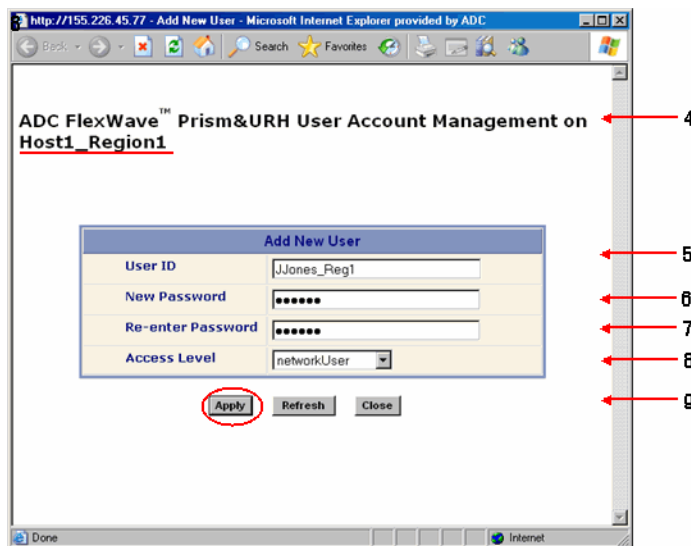 http://155.226.45.77 - Add New User - Microsoft Internet Explorer provided by ADC
Back Search Favorites
ADC FlexWave™ Prism&URH User Account Management on
Host1_Region1
4
Add New User
5
User ID JJones_Reg1
New Password ●●●●●● 6
Re-enter Password ●●●●●● 7
Access Level networkUser 8
Apply Refresh Close 9
Done Internet